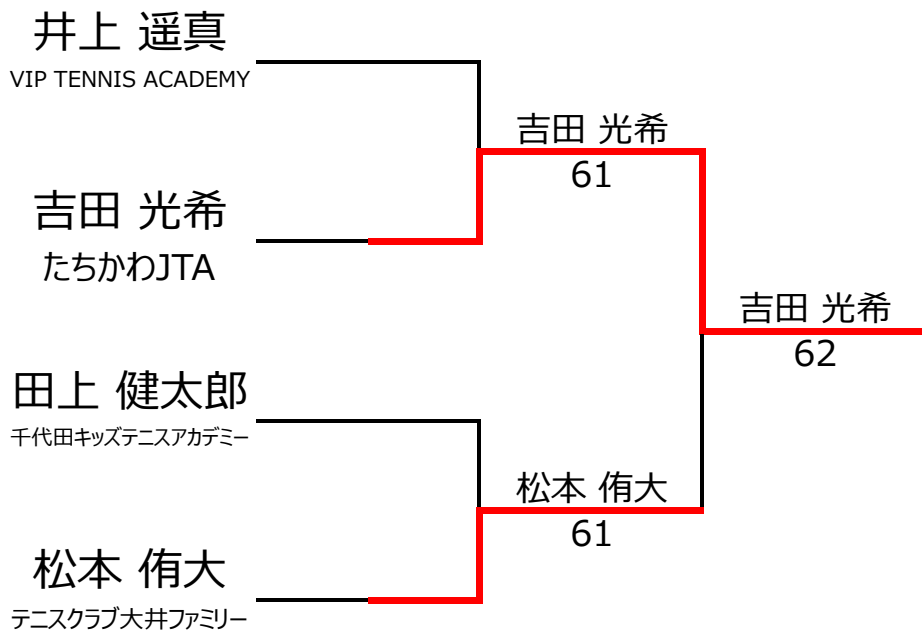 井上 遥真
VIP TENNIS ACADEMY
吉田 光希
61
吉田 光希
たちかわJTA
吉田 光希
62
田上 健太郎
千代田キッズテニスアカデミー
松本 侑大
61
松本 侑大
テニスクラブ大井ファミリー